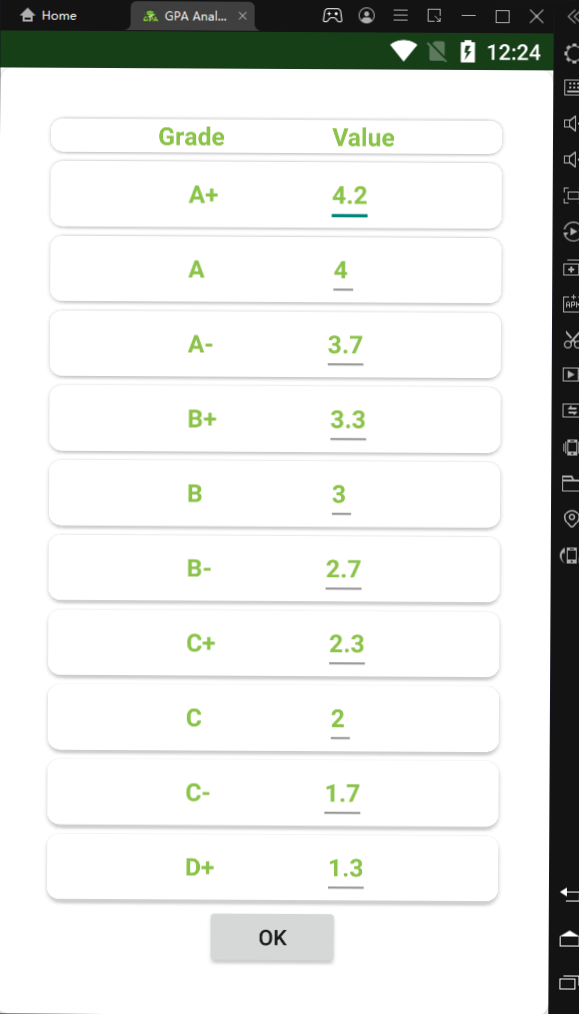 Home
GPA Anal...
12:24
Grade Value
A+ 4.2
A 4
A- 3.7
B+ 3.3
B 3
B- 2.7
C+ 2.3
C 2
C- 1.7
D+ 1.3
OK